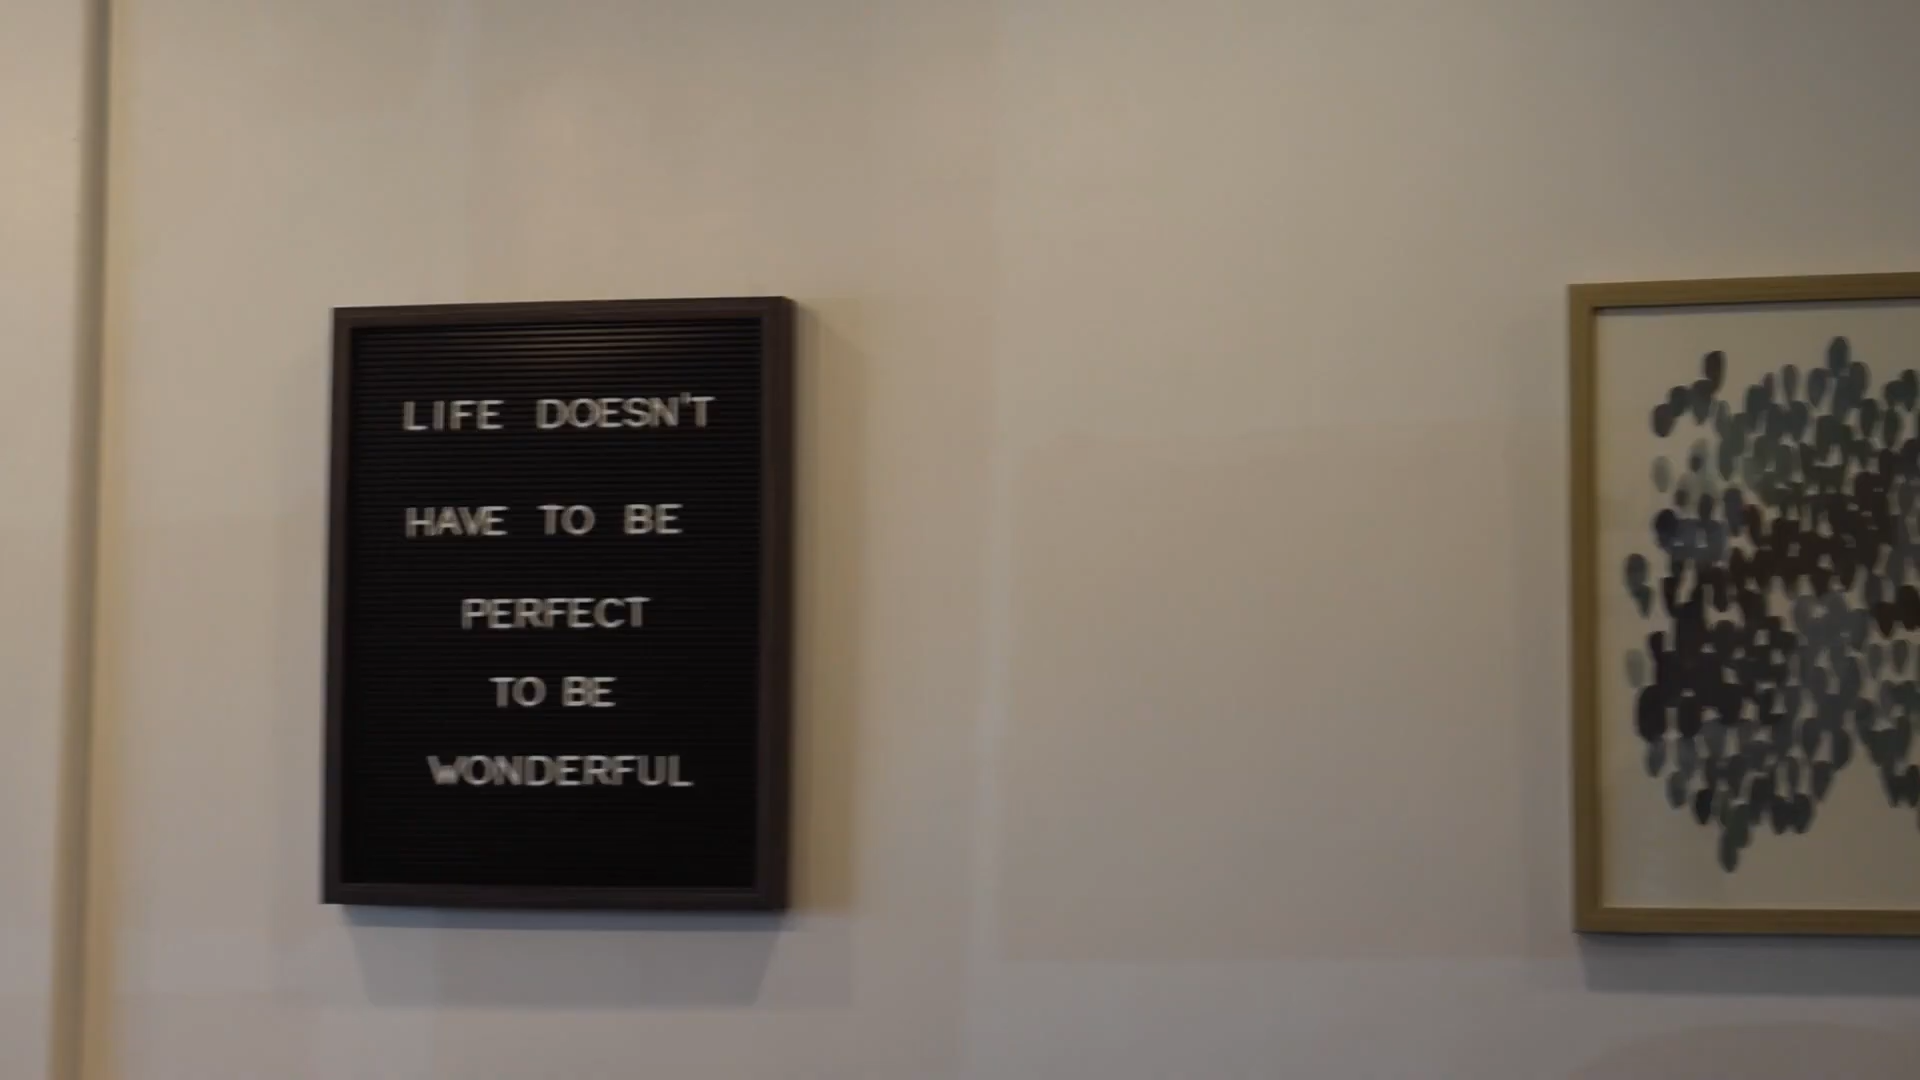 LIFE DOESN'T
HAVE TO BE
PERFECT
TO BE
WONDERFUL